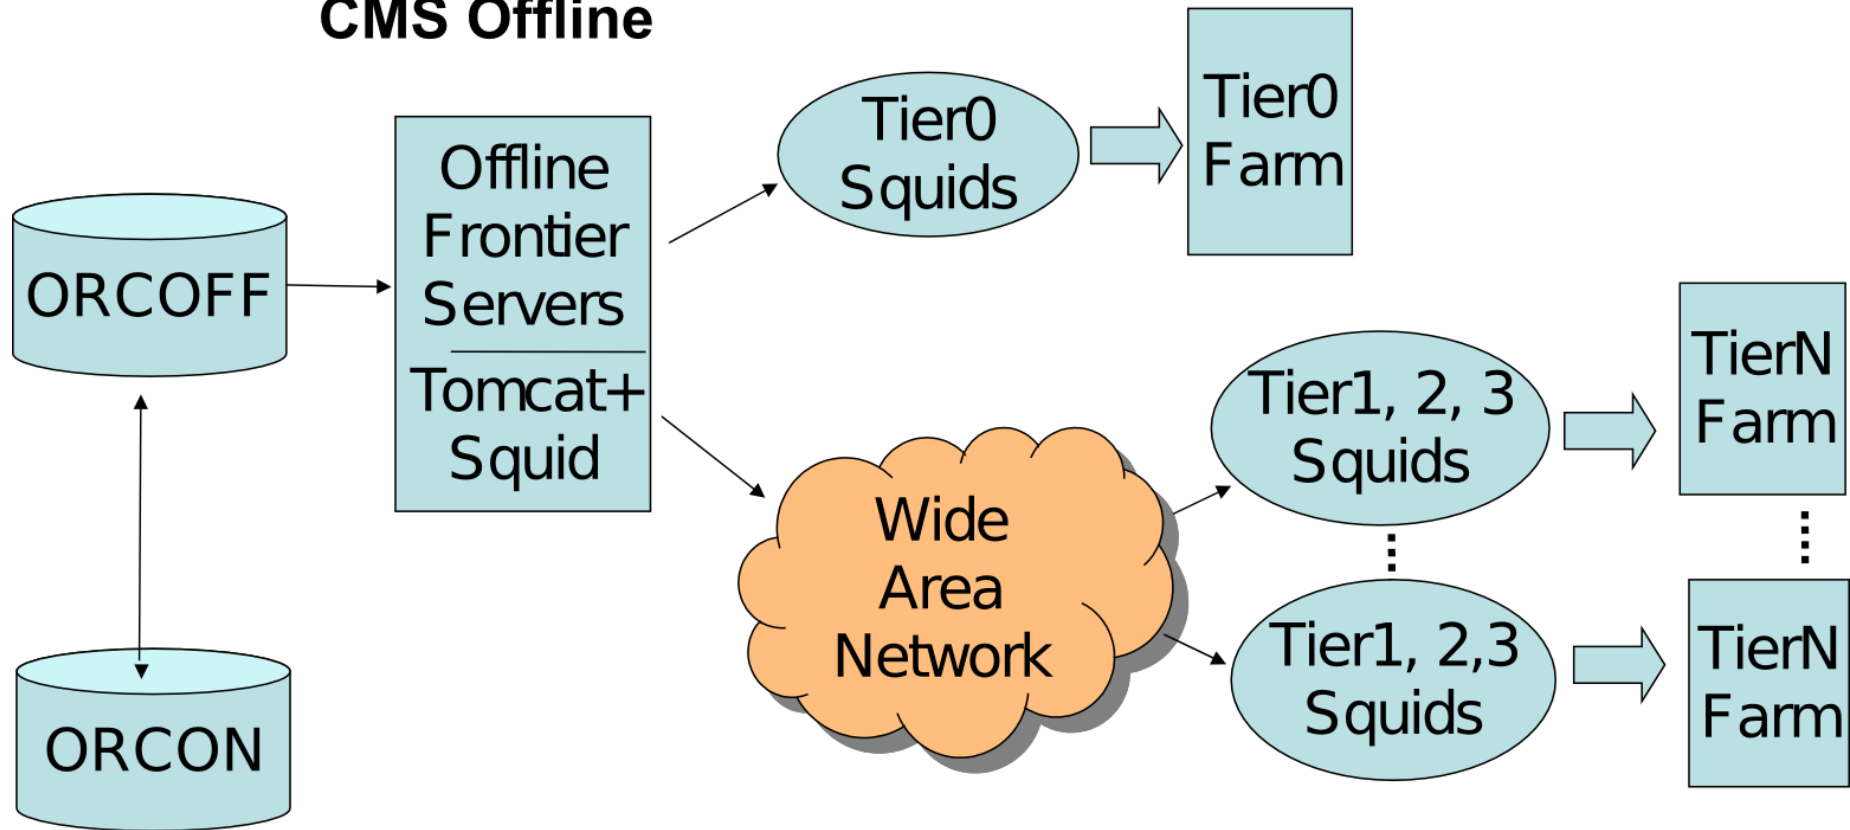 CMS Offline
ORCOFF
ORCON
Offline
Frontier
Servers
Tomcat+
Squid
Tier0
Squids
Tier0
Farm
Wide
Area
Network
Tier1, 2, 3
Squids
TierN
Farm
Tier1, 2,3
Squids
TierN
Farm